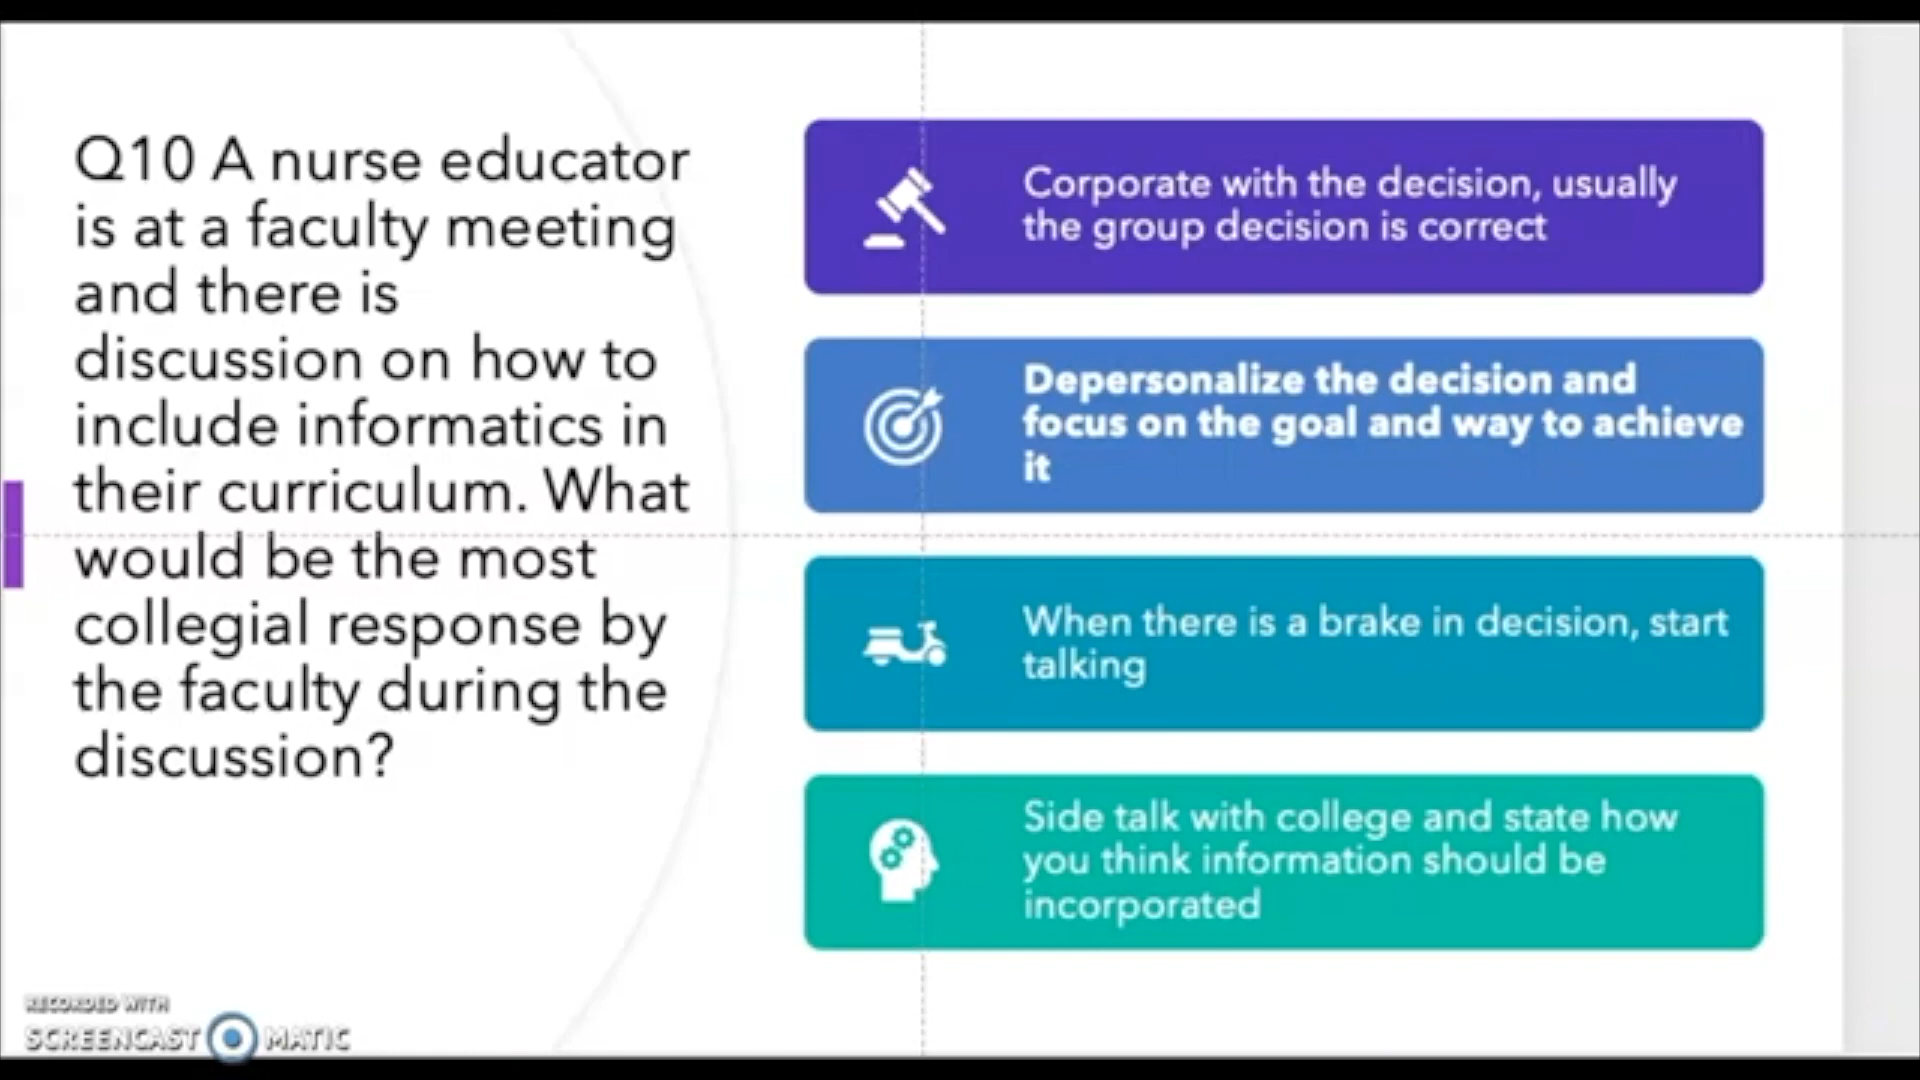 Q10 A nurse educator
is at a faculty meeting
and there is
discussion on how to
include informatics in
their curriculum. What
would be the most
collegial response by
the faculty during the
discussion?
Corporate with the decision, usually
the group decision is correct
Depersonalize the decision and
focus on the goal and way to achieve
it
When there is a brake in decision, start
talking
Side talk with college and state how
you think information should be
incorporated
RECORDED WITH
SCREENCAST MATIC